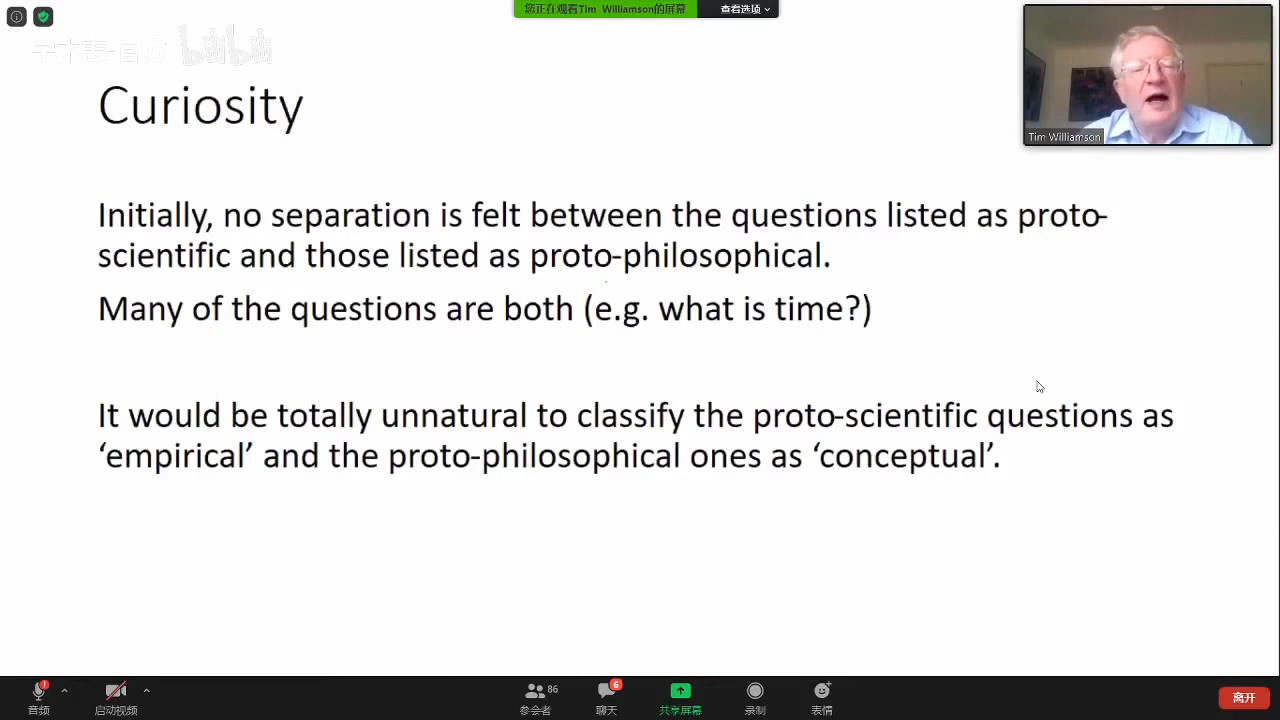 您正在观看Tim Williamson的屏幕
查看选项
bilibili
Curiosity
Tim Williamson
Initially, no separation is felt between the questions listed as proto-
scientific and those listed as proto-philosophical.
Many of the questions are both (e.g. what is time?)
It would be totally unnatural to classify the proto-scientific questions as
‘empirical’ and the proto-philosophical ones as ‘conceptual’.
86
6
音频
启动视频
参会者
聊天
共享屏幕
录制
表情
离开